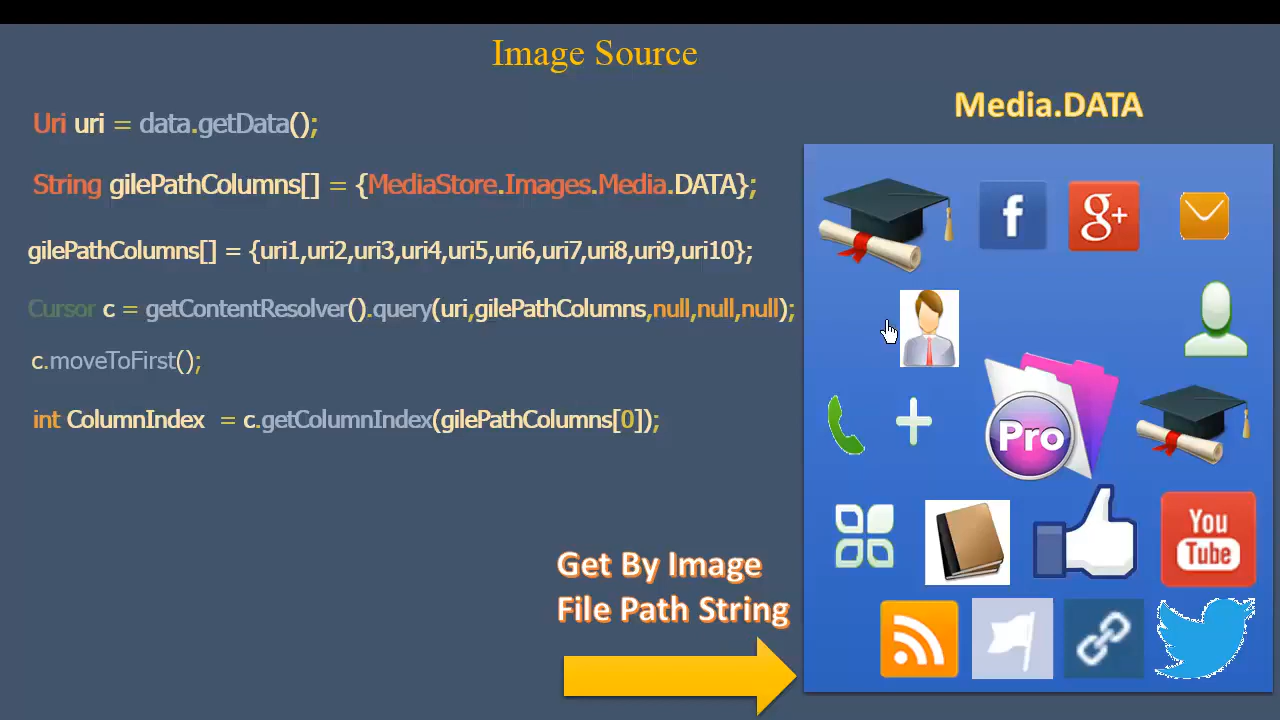 Image Source
Media.DATA
Uri uri = data.getData();
String gilePathColumns[] = {MediaStore.Images.Media.DATA};
gilePathColumns[] = {uri1,uri2,uri3,uri4,uri5,uri6,uri7,uri8,uri9,uri10};
Cursor c = getContentResolver().query(uri,gilePathColumns,null,null,null);
c.moveToFirst();
int ColumnIndex = c.getColumnIndex(gilePathColumns[0]);
f
g+
Pro
You
Tube
Get By Image
File Path String